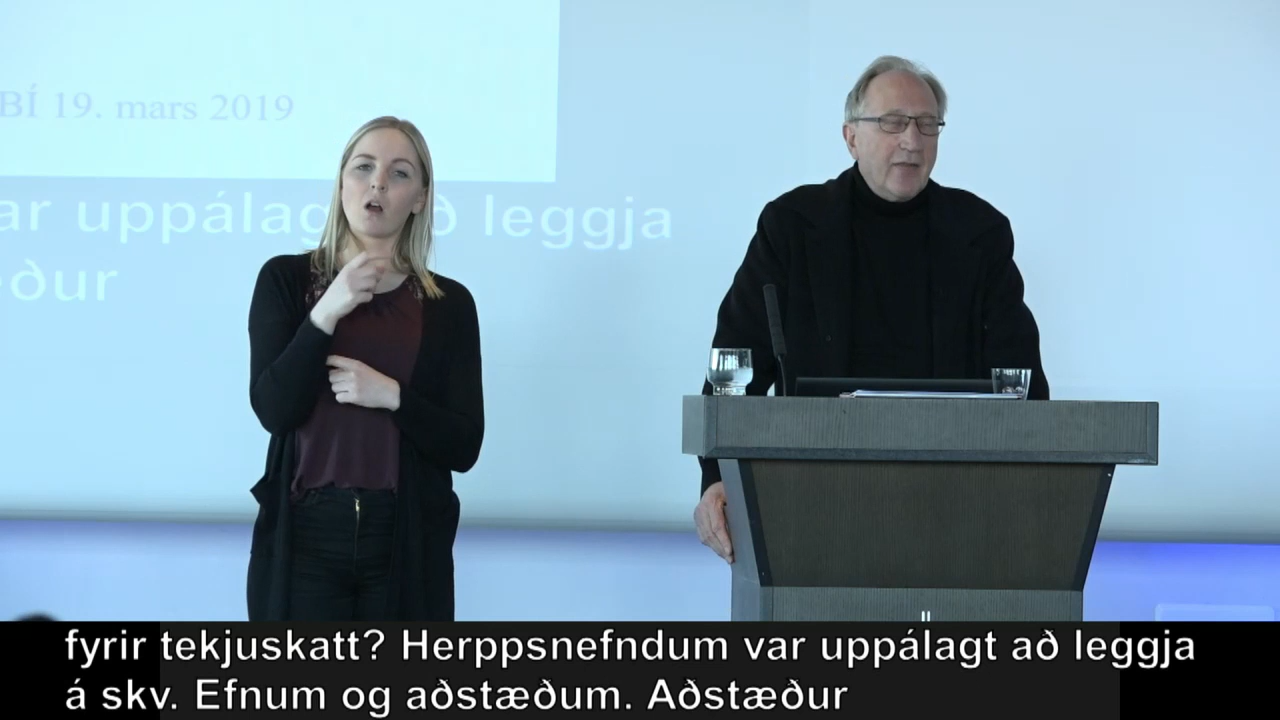 BÍ 19. mars 2019
ar uppálagt að leggja
ður
fyrir tekjuskatt? Herppsnefndum var uppálagt að leggja
á skv. Efnum og aðstæðum. Aðstæður